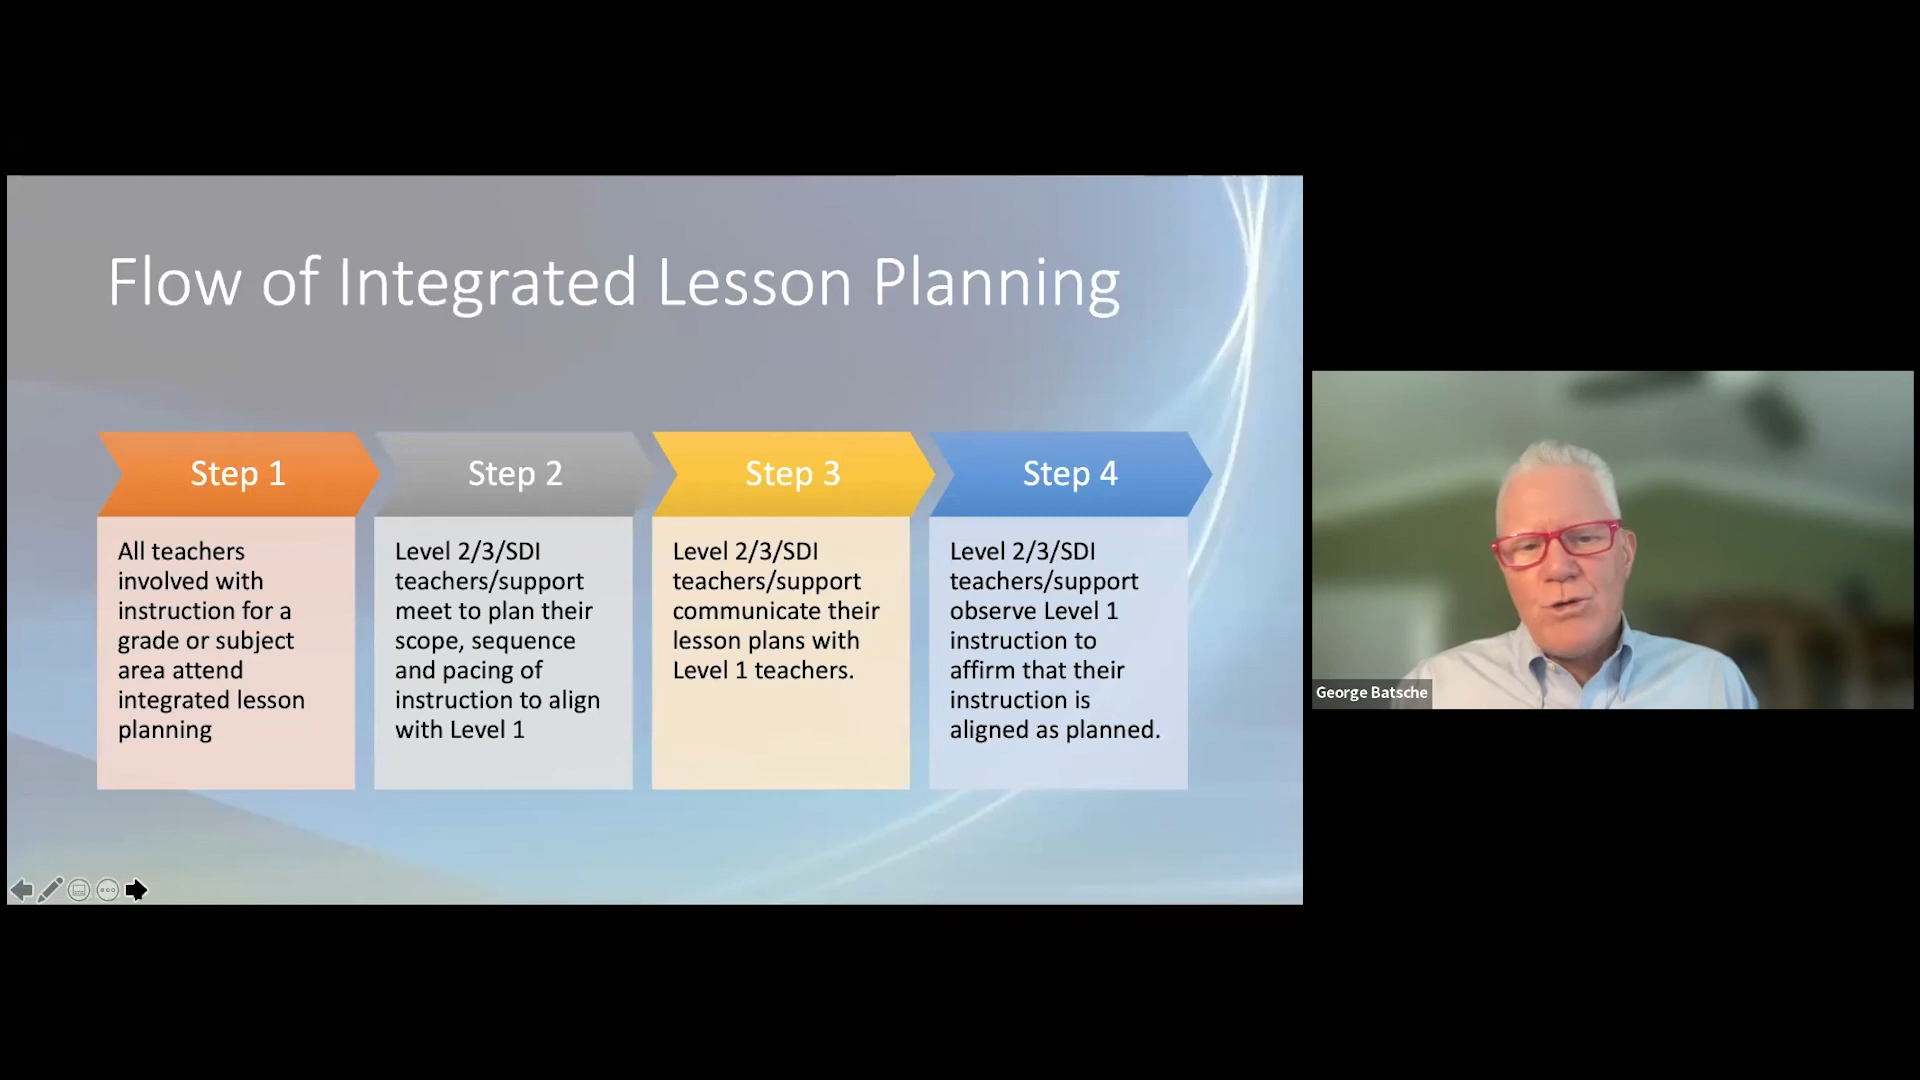 Flow of Integrated Lesson Planning
Step 1
All teachers
involved with
instruction for a
grade or subject
area attend
integrated lesson
planning
Step 2
Level 2/3/SDI
teachers/support
meet to plan their
scope, sequence
and pacing of
instruction to align
with Level 1
Step 3
Level 2/3/SDI
teachers/support
communicate their
lesson plans with
Level 1 teachers.
Step 4
Level 2/3/SDI
teachers/support
observe Level 1
instruction to
affirm that their
instruction is
aligned as planned.
George Batsche